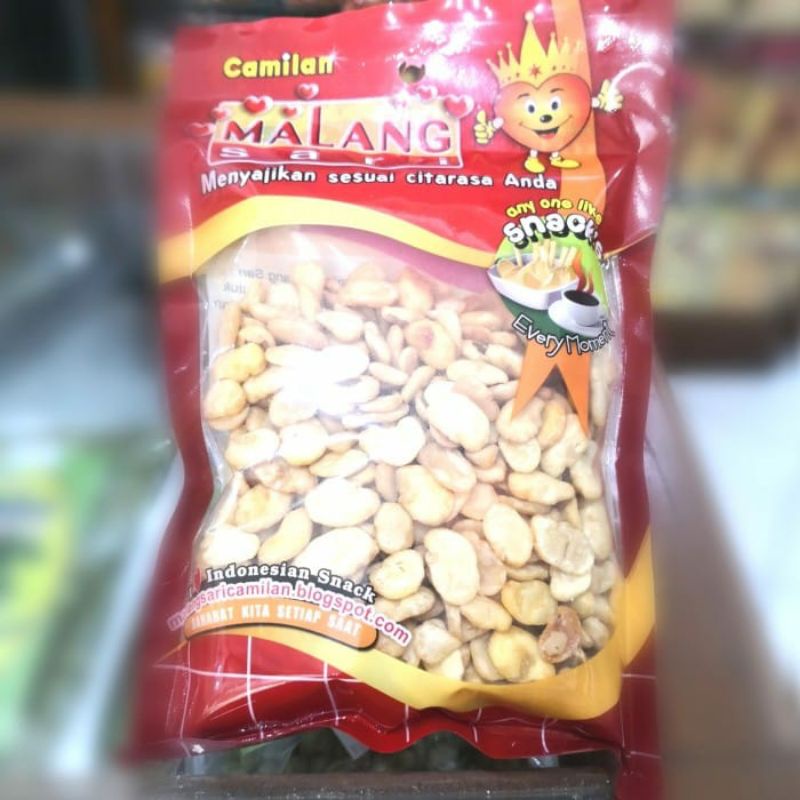 Camilan
MALANG
sari
Menyajikan sesuai citarasa Anda
any one like
snacks
Every Moment
Indonesian Snack
malangsaricamilan.blogspot.com
SAHABAT KITA SETIAP SAAT